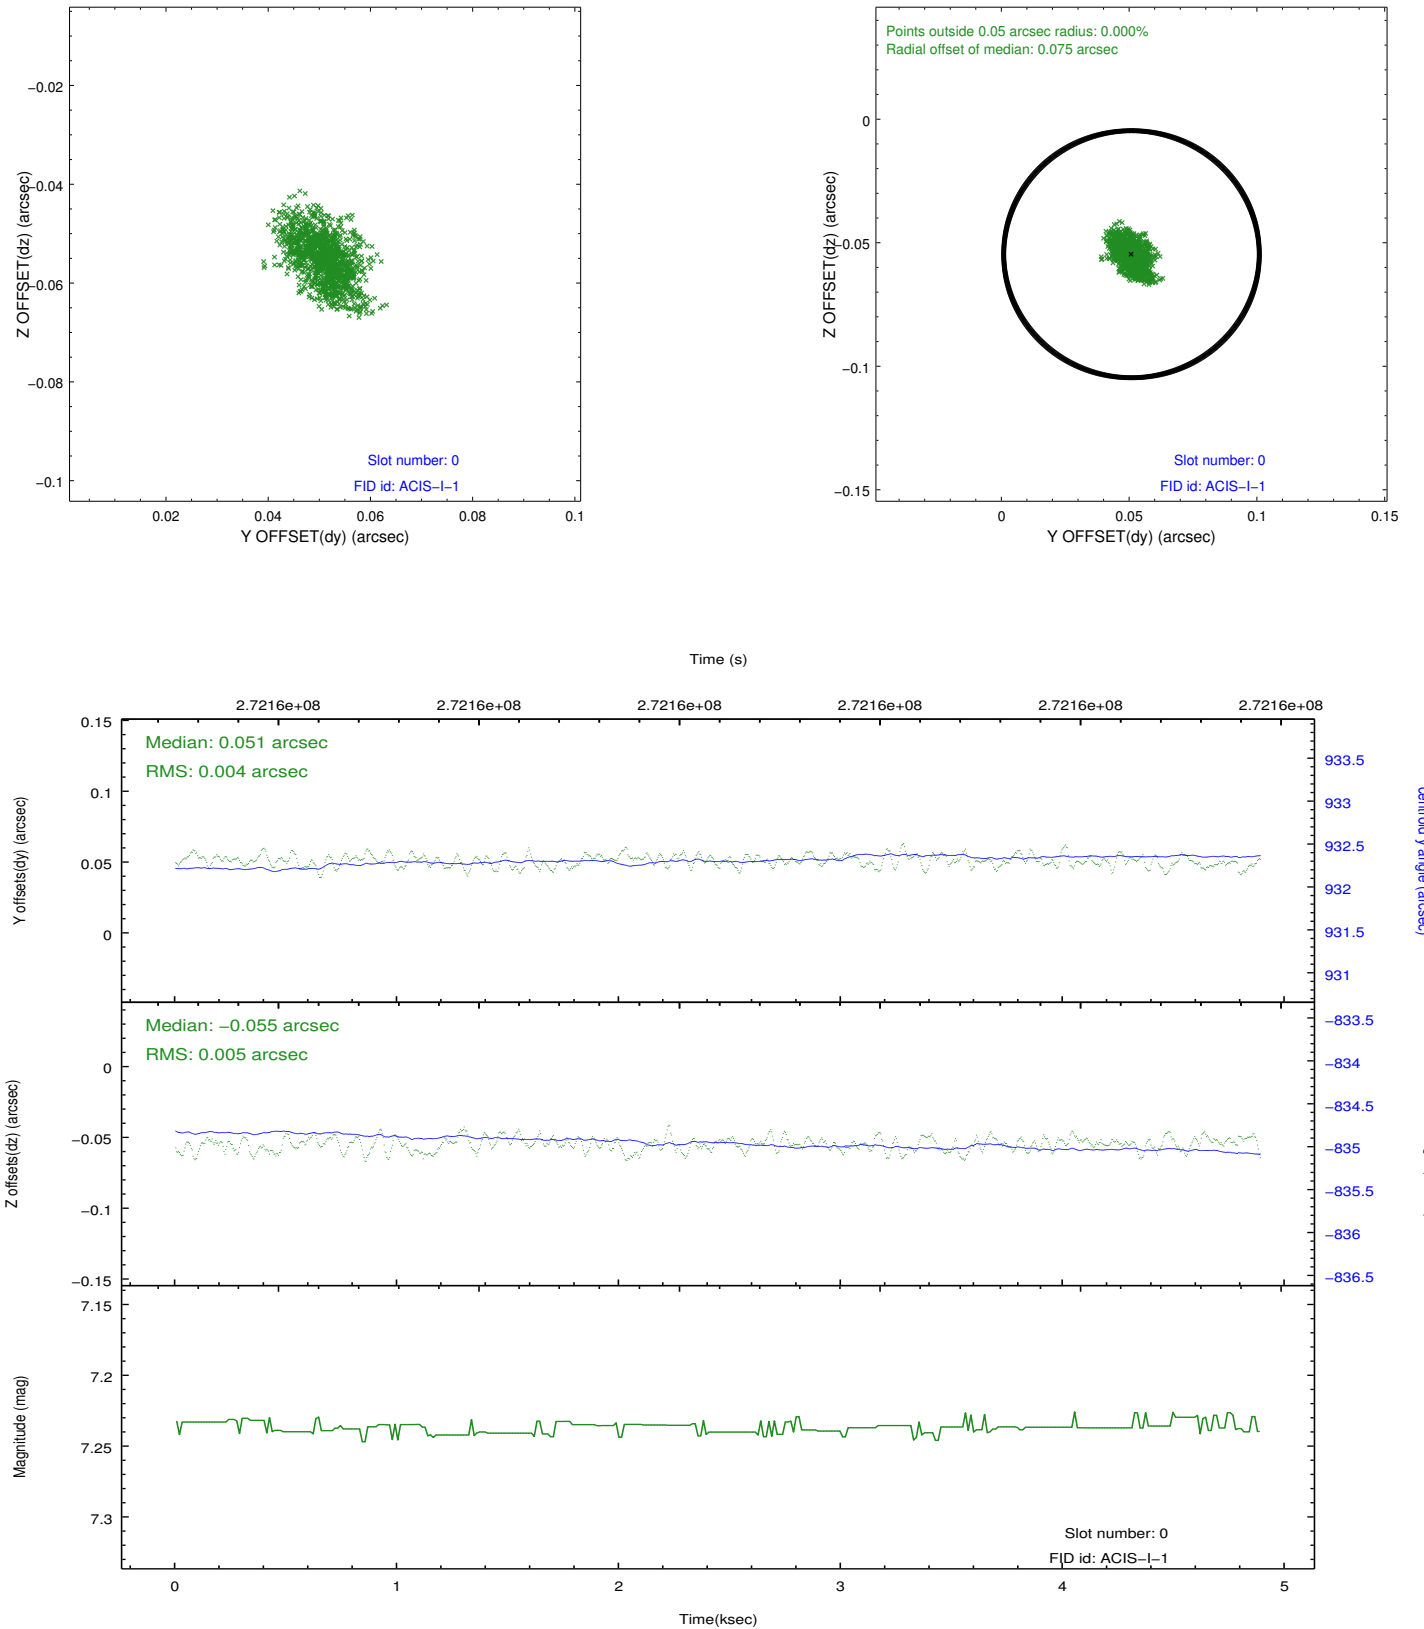 Z OFFSET(dz) (arcsec)
−0.02
−0.04
−0.06
−0.08
−0.1
Slot number: 0
FID id: ACIS−I−1
0.02 0.04 0.06 0.08 0.1
Y OFFSET(dy) (arcsec)
Points outside 0.05 arcsec radius: 0.000%
Radial offset of median: 0.075 arcsec
Z OFFSET(dz) (arcsec)
0
−0.05
−0.1
−0.15
Slot number: 0
FID id: ACIS−I−1
0 0.05 0.1 0.15
Y OFFSET(dy) (arcsec)
Time (s)
2.7216e+08 2.7216e+08 2.7216e+08 2.7216e+08 2.7216e+08 2.7216e+08
Y offsets(dy) (arcsec)
0.15
0.1
0.05
0
Median: 0.051 arcsec
RMS: 0.004 arcsec
933.5
933
932.5
932
931.5
931
centroid y angle (arcsec)
Z offsets(dz) (arcsec)
0
−0.05
−0.1
−0.15
Median: −0.055 arcsec
RMS: 0.005 arcsec
−833.5
−834
−834.5
−835
−835.5
−836
−836.5
Magnitude (mag)
7.15
7.2
7.25
7.3
Slot number: 0
FID id: ACIS−I−1
0 1 2 3 4 5
Time(ksec)